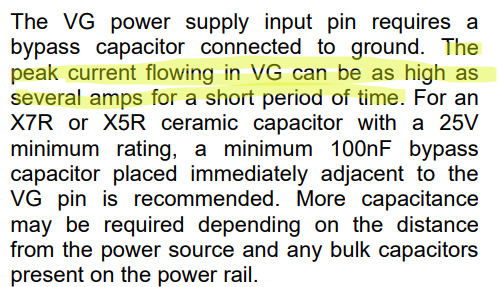 The VG power supply input pin requires a
bypass capacitor connected to ground. The
peak current flowing in VG can be as high as
several amps for a short period of time. For an
X7R or X5R ceramic capacitor with a 25V
minimum rating, a minimum 100nF bypass
capacitor placed immediately adjacent to the
VG pin is recommended. More capacitance
may be required depending on the distance
from the power source and any bulk capacitors
present on the power rail.